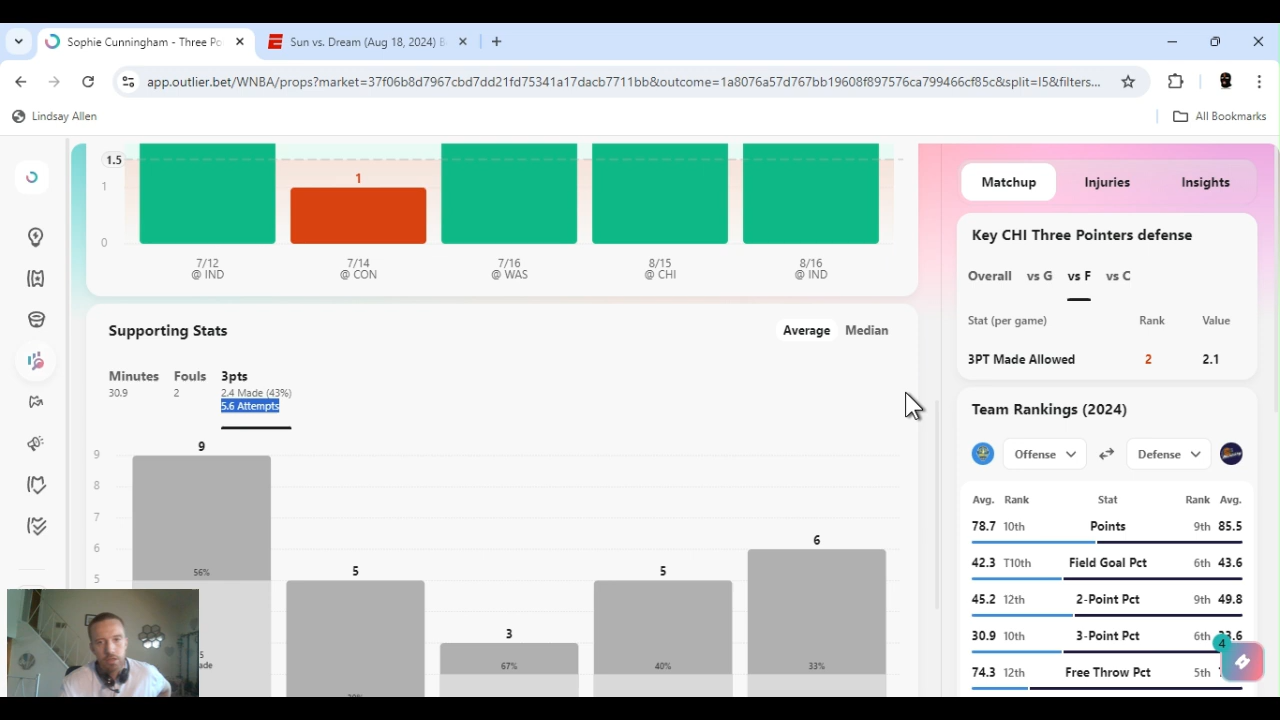 Sophie Cunningham - Three Po
Sun vs. Dream (Aug 18, 2024) B
app.outlier.bet/WNBA/props?market=37f06b8d7967cbd7dd21fd75341a17dacb7711bb&outcome=1a8076a57d767bb19608f897576ca799466cf85c&split=l5&filters...
Lindsay Allen
All Bookmarks
1.5
1
0
1
7/12
@ IND
7/14
@ CON
7/16
@ WAS
8/15
@ CHI
8/16
@ IND
Supporting Stats
Average Median
Minutes Fouls 3pts
30.9 2 2.4 Made (43%)
5.6 Attempts
9
8
7
6
5
9
56%
5
3
67%
5
40%
6
33%
Matchup Injuries Insights
Key CHI Three Pointers defense
Overall vs G vs F vs C
Stat (per game) Rank Value
3PT Made Allowed 2 2.1
Team Rankings (2024)
Offense Defense
Avg. Rank Stat Rank Avg.
78.7 10th Points 9th 85.5
42.3 T10th Field Goal Pct 6th 43.6
45.2 12th 2-Point Pct 9th 49.8
30.9 10th 3-Point Pct 6th
4
74.3 12th Free Throw Pct 5th